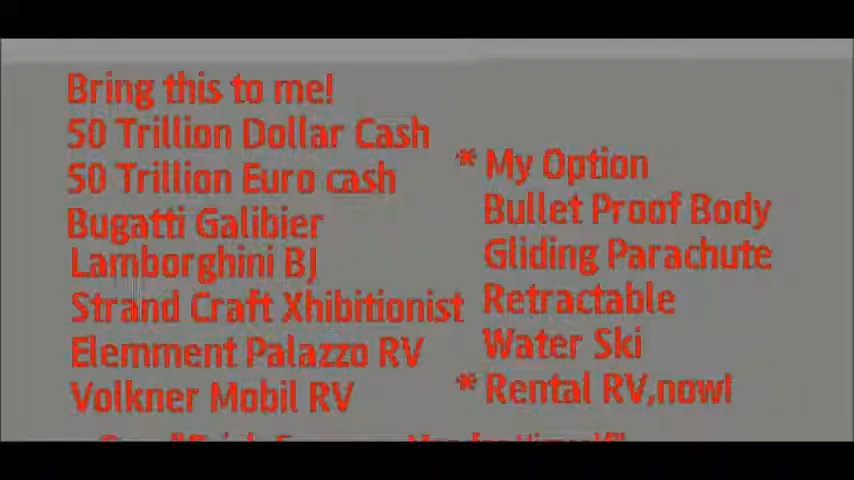 Bring this to me!
50 Trillion Dollar Cash
50 Trillion Euro cash
Bugatti Galibier
Lamborghini BJ
Strand Craft Xhibitionist
Elemment Palazzo RV
Volkner Mobil RV
* My Option
Bullet Proof Body
Gliding Parachute
Retractable
Water Ski
* Rental RV,now!